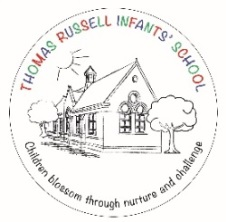 THOMAS RUSSELL INFANTS' SCHOOL
Children blossom through nurture and challenge